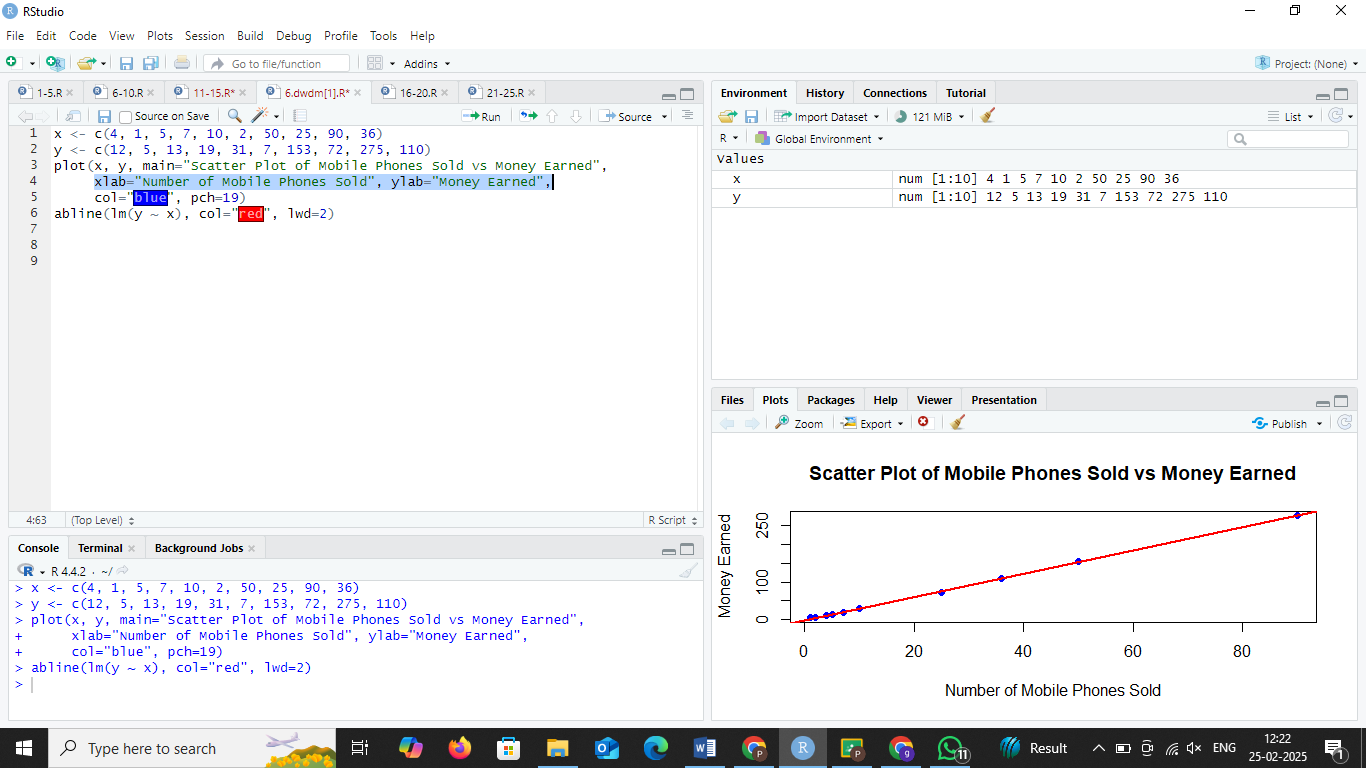 RStudio
File Edit Code View Plots Session Build Debug Profile Tools Help
Go to file/function Addins Project: (None)
1-5.R 6-10.R 11-15.R* 6.dwdm[1].R* 16-20.R 21-25.R
Source on Save Run Source
1 x <- c(4, 1, 5, 7, 10, 2, 50, 25, 90, 36)
2 y <- c(12, 5, 13, 19, 31, 7, 153, 72, 275, 110)
3 plot(x, y, main="Scatter Plot of Mobile Phones Sold vs Money Earned",
4 xlab="Number of Mobile Phones Sold", ylab="Money Earned",
5 col="blue", pch=19)
6 abline(lm(y ~ x), col="red", lwd=2)
7
8
9
4:63 (Top Level) R Script
Console Terminal Background Jobs
R 4.4.2 · ~/
> x <- c(4, 1, 5, 7, 10, 2, 50, 25, 90, 36)
> y <- c(12, 5, 13, 19, 31, 7, 153, 72, 275, 110)
> plot(x, y, main="Scatter Plot of Mobile Phones Sold vs Money Earned",
+ xlab="Number of Mobile Phones Sold", ylab="Money Earned",
+ col="blue", pch=19)
> abline(lm(y ~ x), col="red", lwd=2)
>
Environment History Connections Tutorial
Import Dataset 121 MiB List
R Global Environment
Values
x num [1:10] 4 1 5 7 10 2 50 25 90 36
y num [1:10] 12 5 13 19 31 7 153 72 275 110
Files Plots Packages Help Viewer Presentation
Zoom Export Publish
Scatter Plot of Mobile Phones Sold vs Money Earned
Money Earned
250
100
0
0 20 40 60 80
Number of Mobile Phones Sold
Type here to search
11
Result ENG
12:22
25-02-2025
1